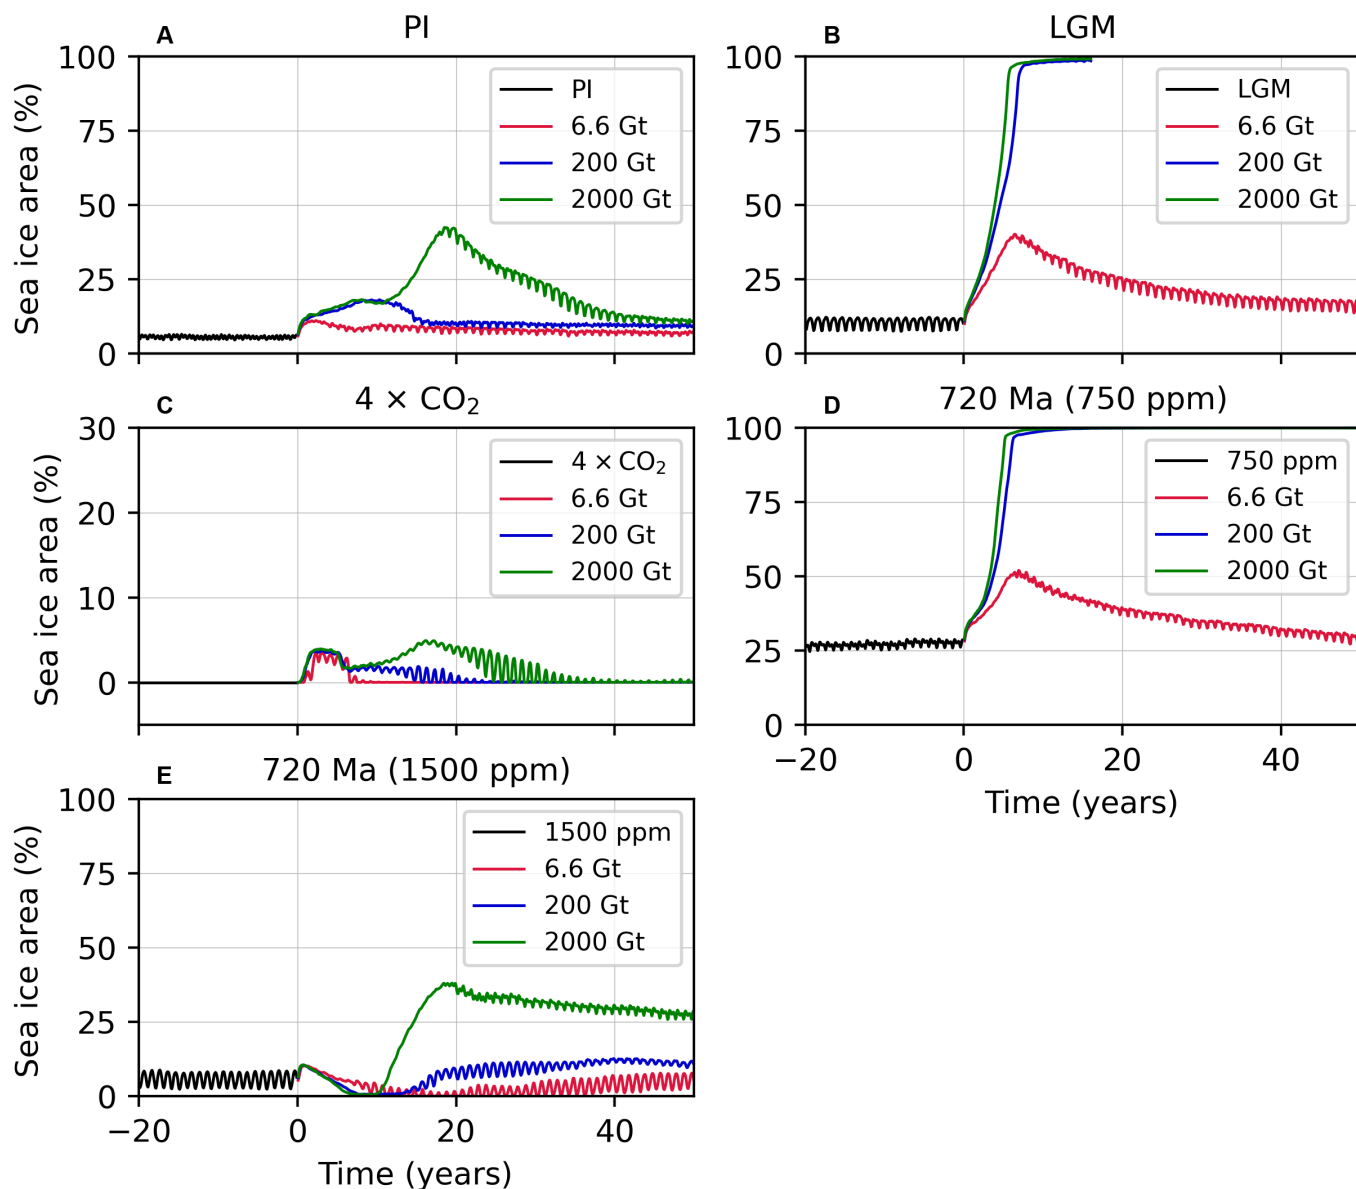 A PI
Sea ice area (%)
100
75
50
25
0
PI
6.6 Gt
200 Gt
2000 Gt
B LGM
100
75
50
25
0
LGM
6.6 Gt
200 Gt
2000 Gt
C 4 × CO₂
Sea ice area (%)
30
20
10
0
4 × CO₂
6.6 Gt
200 Gt
2000 Gt
D 720 Ma (750 ppm)
100
75
50
25
0
750 ppm
6.6 Gt
200 Gt
2000 Gt
−20 0 20 40
Time (years)
E 720 Ma (1500 ppm)
Sea ice area (%)
100
75
50
25
0
1500 ppm
6.6 Gt
200 Gt
2000 Gt
−20 0 20 40
Time (years)